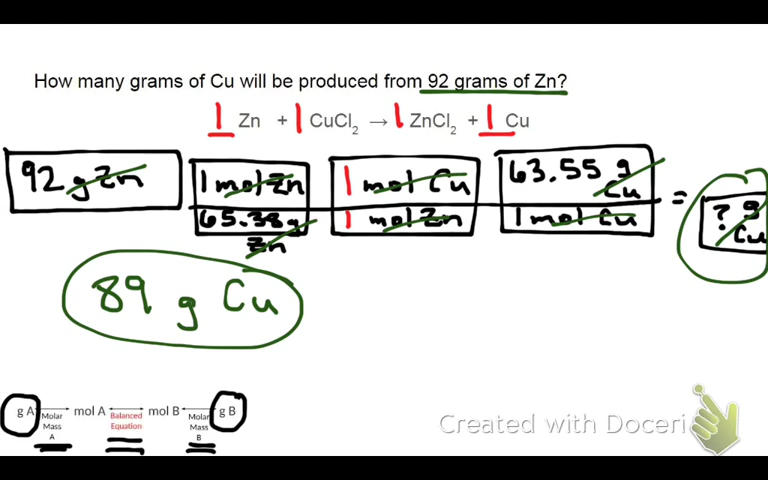 How many grams of Cu will be produced from 92 grams of Zn?
1 Zn + 1 CuCl2 → 1 ZnCl2 + 1 Cu
92 g Zn 1 mol Zn 1 mol Cu 63.55 g Cu = ? g Cu
65.38 g Zn 1 mol Zn 1 mol Cu
89 g Cu
g A mol A mol B g B
Molar Mass A Balanced Equation Molar Mass B
Created with Doceri